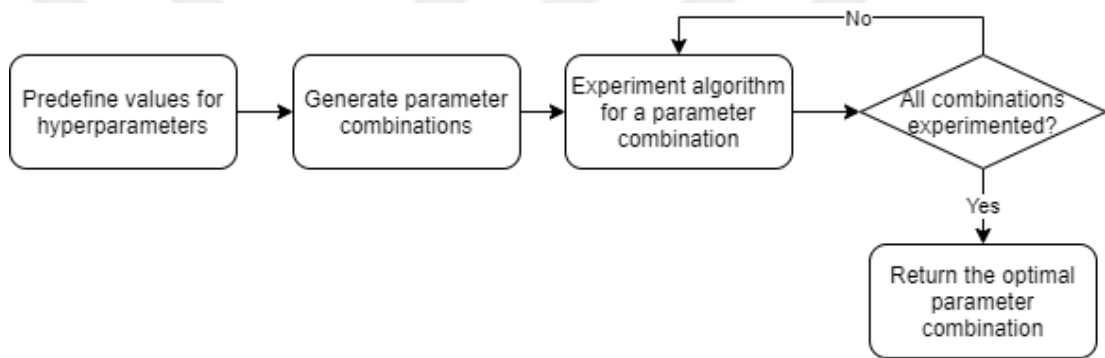 No
Predefine values for
hyperparameters
Generate parameter
combinations
Experiment algorithm
for a parameter
combination
All combinations
experimented?
Yes
Return the optimal
parameter
combination